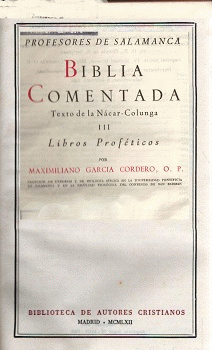 PROFESORES DE SALAMANCA
BIBLIA
COMENTADA
Texto de la Nácar-Colunga
III
Libros Proféticos
POR
MAXIMILIANO GARCIA CORDERO, O. P.
BIBLIOTECA DE AUTORES CRISTIANOS
MADRID • MCMLXII